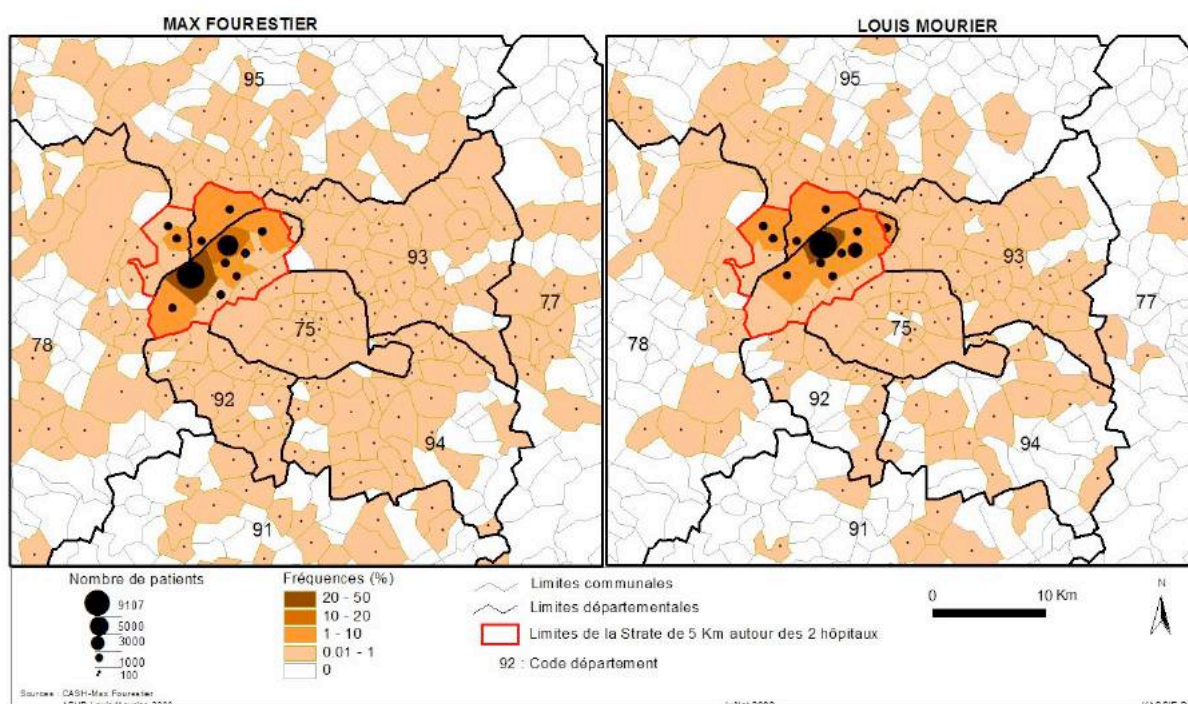 MAX FOURESTIER
LOUIS MOURIER
95
93
77
78
75
92
94
91
95
93
77
78
75
92
94
91
Nombre de patients
9107
5000
3000
1000
100
Fréquences (%)
20 - 50
10 - 20
1 - 10
0.01 - 1
0
Limites communales
Limites départementales
Limites de la Strate de 5 Km autour des 2 hôpitaux
92 : Code département
0 10 Km
N
Sources : CASH-Max Fourestier